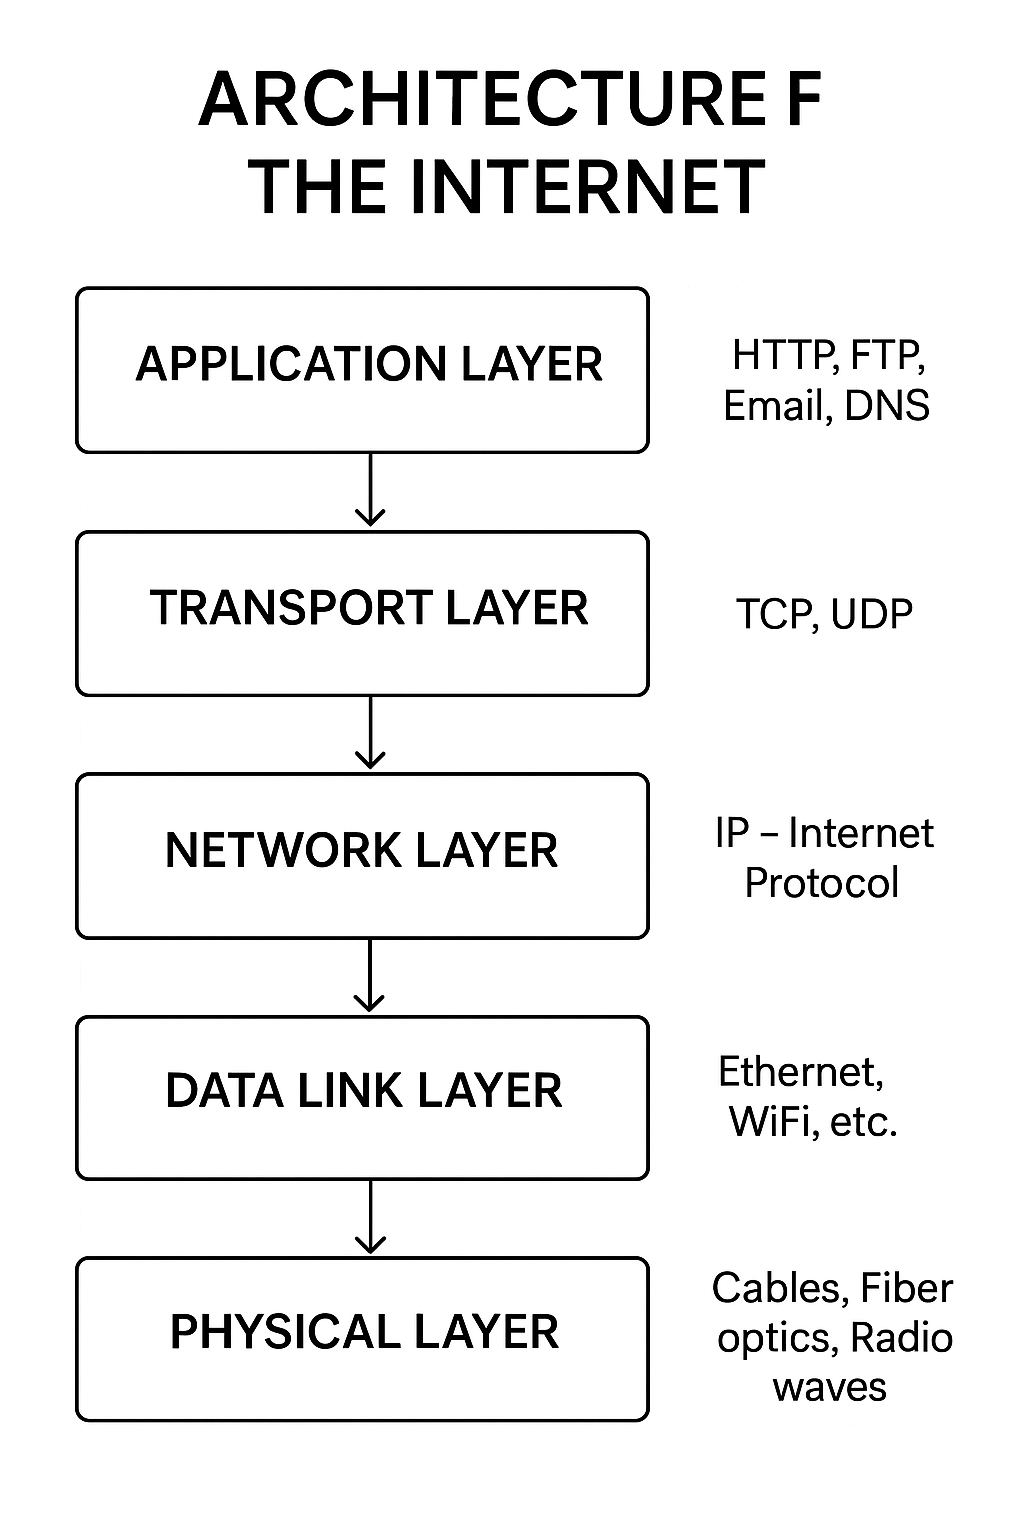 ARCHITECTURE F
THE INTERNET
APPLICATION LAYER
HTTP, FTP,
Email, DNS
TRANSPORT LAYER
TCP, UDP
NETWORK LAYER
IP – Internet
Protocol
DATA LINK LAYER
Ethernet,
WiFi, etc.
PHYSICAL LAYER
Cables, Fiber
optics, Radio
waves